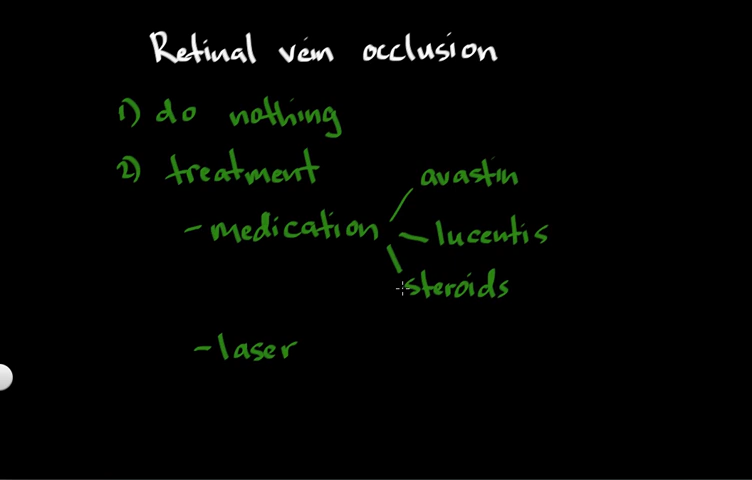 Retinal vein occlusion
1) do nothing
2) treatment
- medication
avastin
lucentis
steroids
- laser